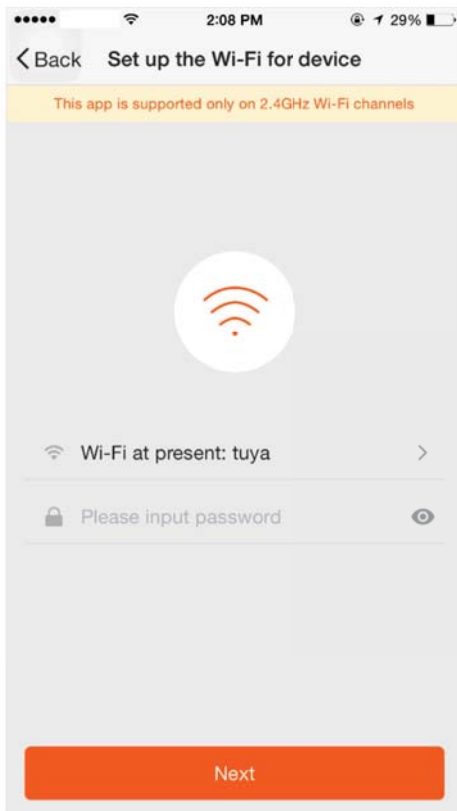 2:08 PM
29%
Back
Set up the Wi-Fi for device
This app is supported only on 2.4GHz Wi-Fi channels
Wi-Fi at present: tuya
Please input password
Next